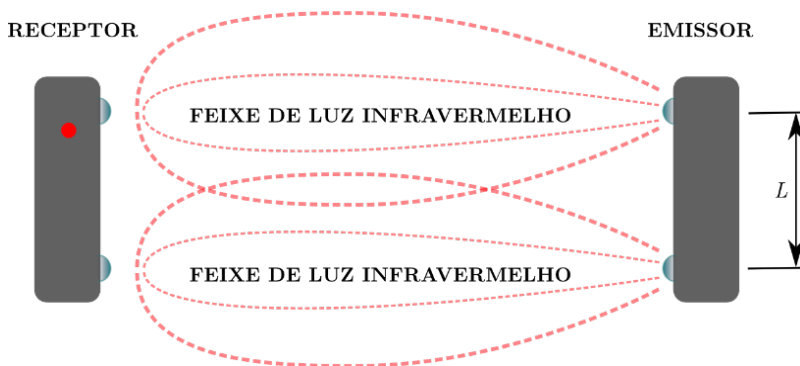 RECEPTOR
EMISSOR
FEIXE DE LUZ INFRAVERMELHO
L
FEIXE DE LUZ INFRAVERMELHO